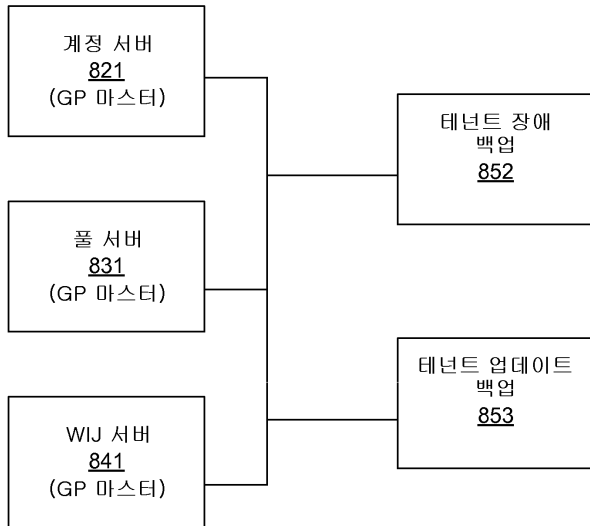 계정 서버
821
(GP 마스터)
풀 서버
831
(GP 마스터)
WIJ 서버
841
(GP 마스터)
테넌트 장애
백업
852
테넌트 업데이트
백업
853